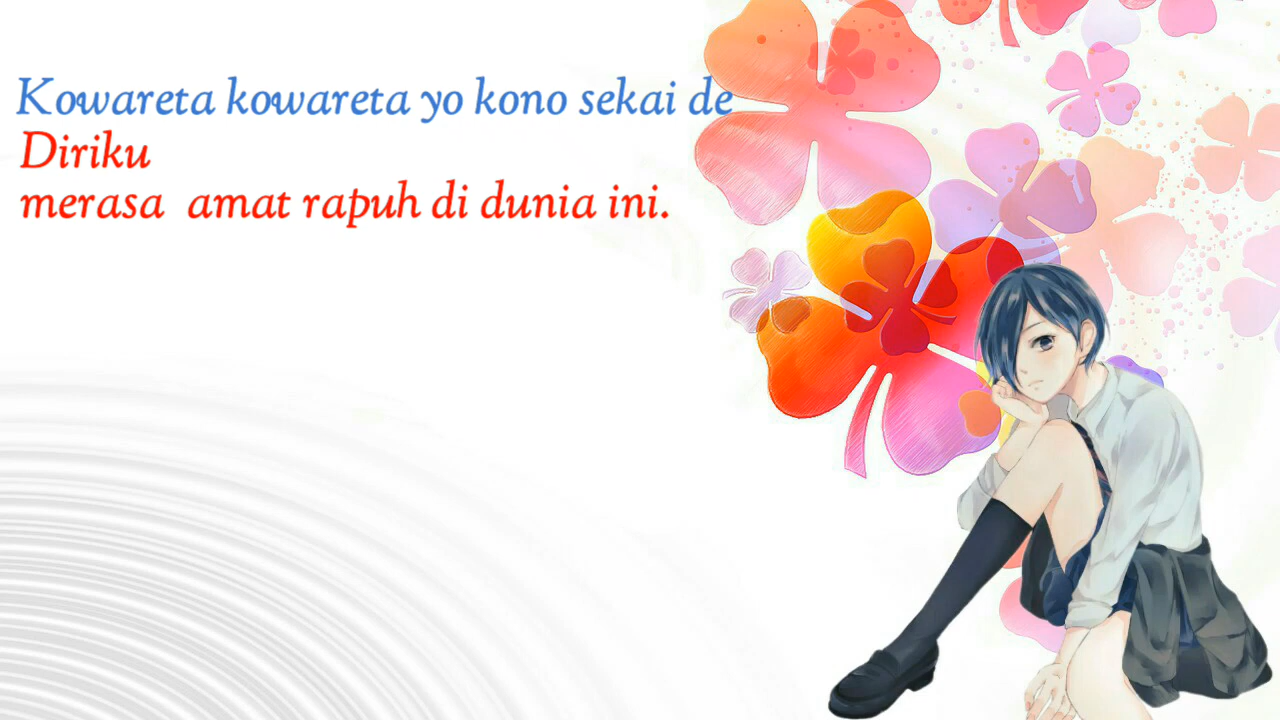 Kowareta kowareta yo kono sekai de
Diriku
merasa amat rapuh di dunia ini.